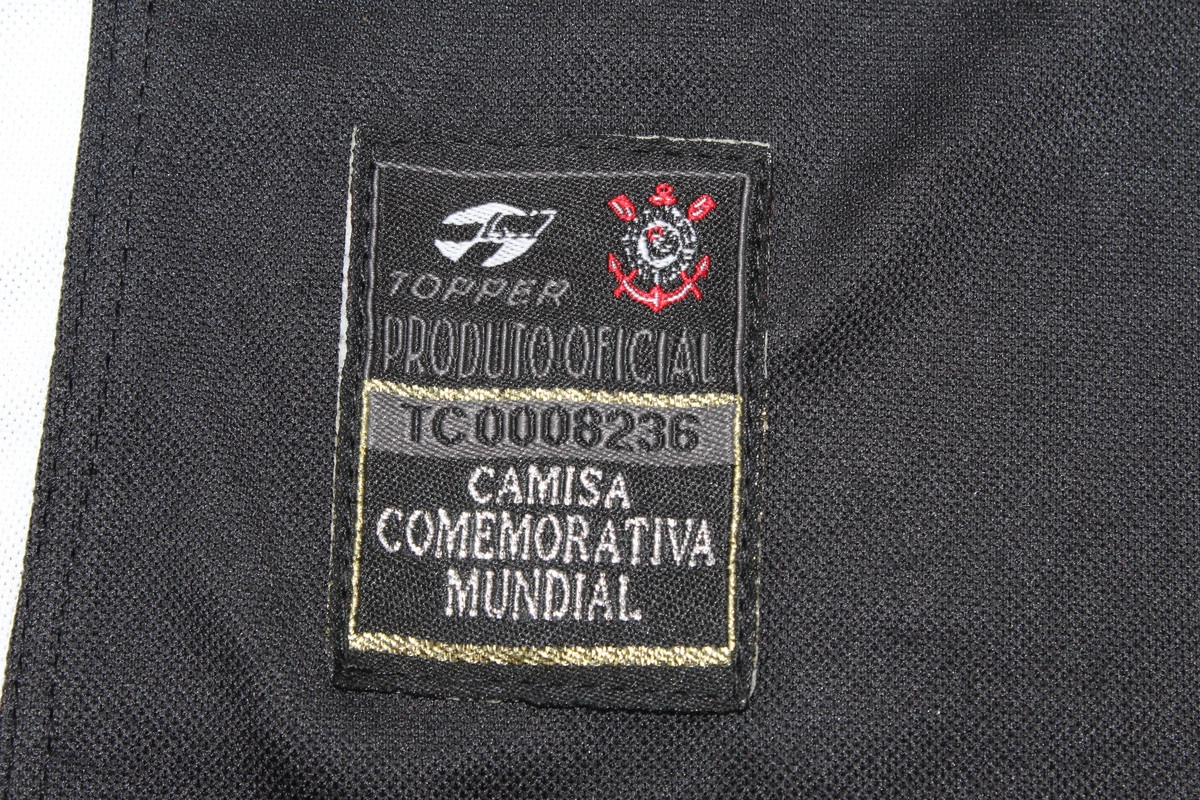 TOPPER
PRODUTO OFICIAL
TC0008236
CAMISA
COMEMORATIVA
MUNDIAL